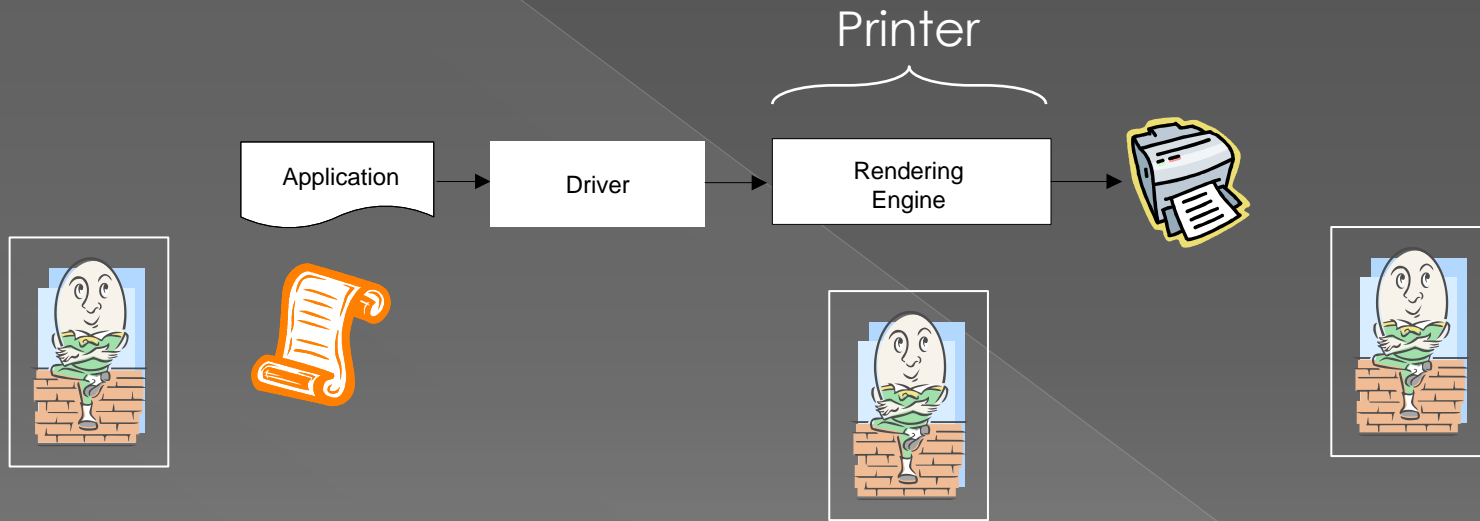 Printer
Application
Driver
Rendering
Engine